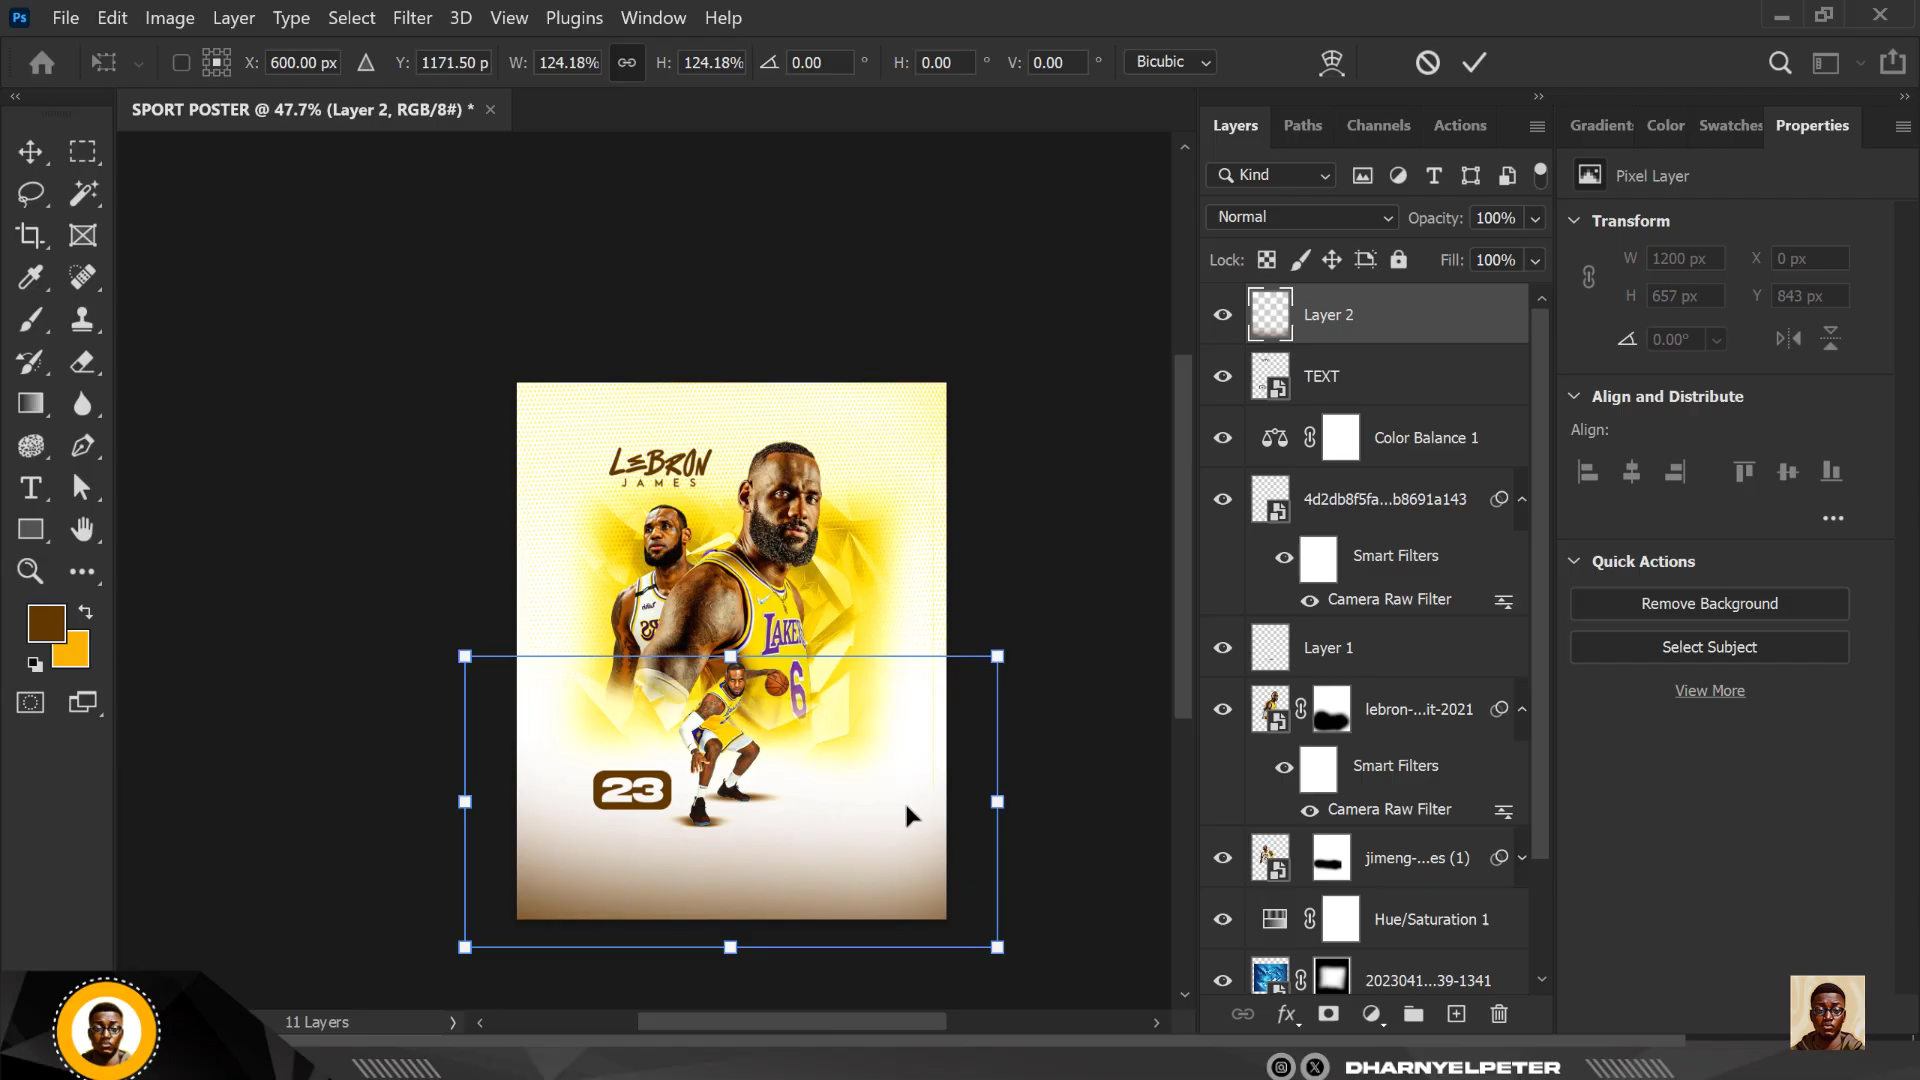 Ps File Edit Image Layer Type Select Filter 3D View Plugins Window Help
X: 600.00 px Y: 1171.50 p W: 124.18% H: 124.18% 0.00 ° H: 0.00 ° V: 0.00 ° Bicubic
SPORT POSTER @ 47.7% (Layer 2, RGB/8#) *
Layers Paths Channels Actions
Gradient Color Swatches Properties
Kind
Pixel Layer
Normal Opacity: 100%
Lock: Fill: 100%
Transform
W 1200 px X 0 px
H 657 px Y 843 px
0.00°
Layer 2
TEXT
Align and Distribute
Align:
Color Balance 1
4d2db8f5fa...b8691a143
Smart Filters
Camera Raw Filter
Quick Actions
Remove Background
Select Subject
View More
Layer 1
lebron-...it-2021
Smart Filters
Camera Raw Filter
jimeng-...es (1)
Hue/Saturation 1
2023041...39-1341
LEBRON
JAMES
LAKE
6
23
11 Layers
DHARNYELPETER